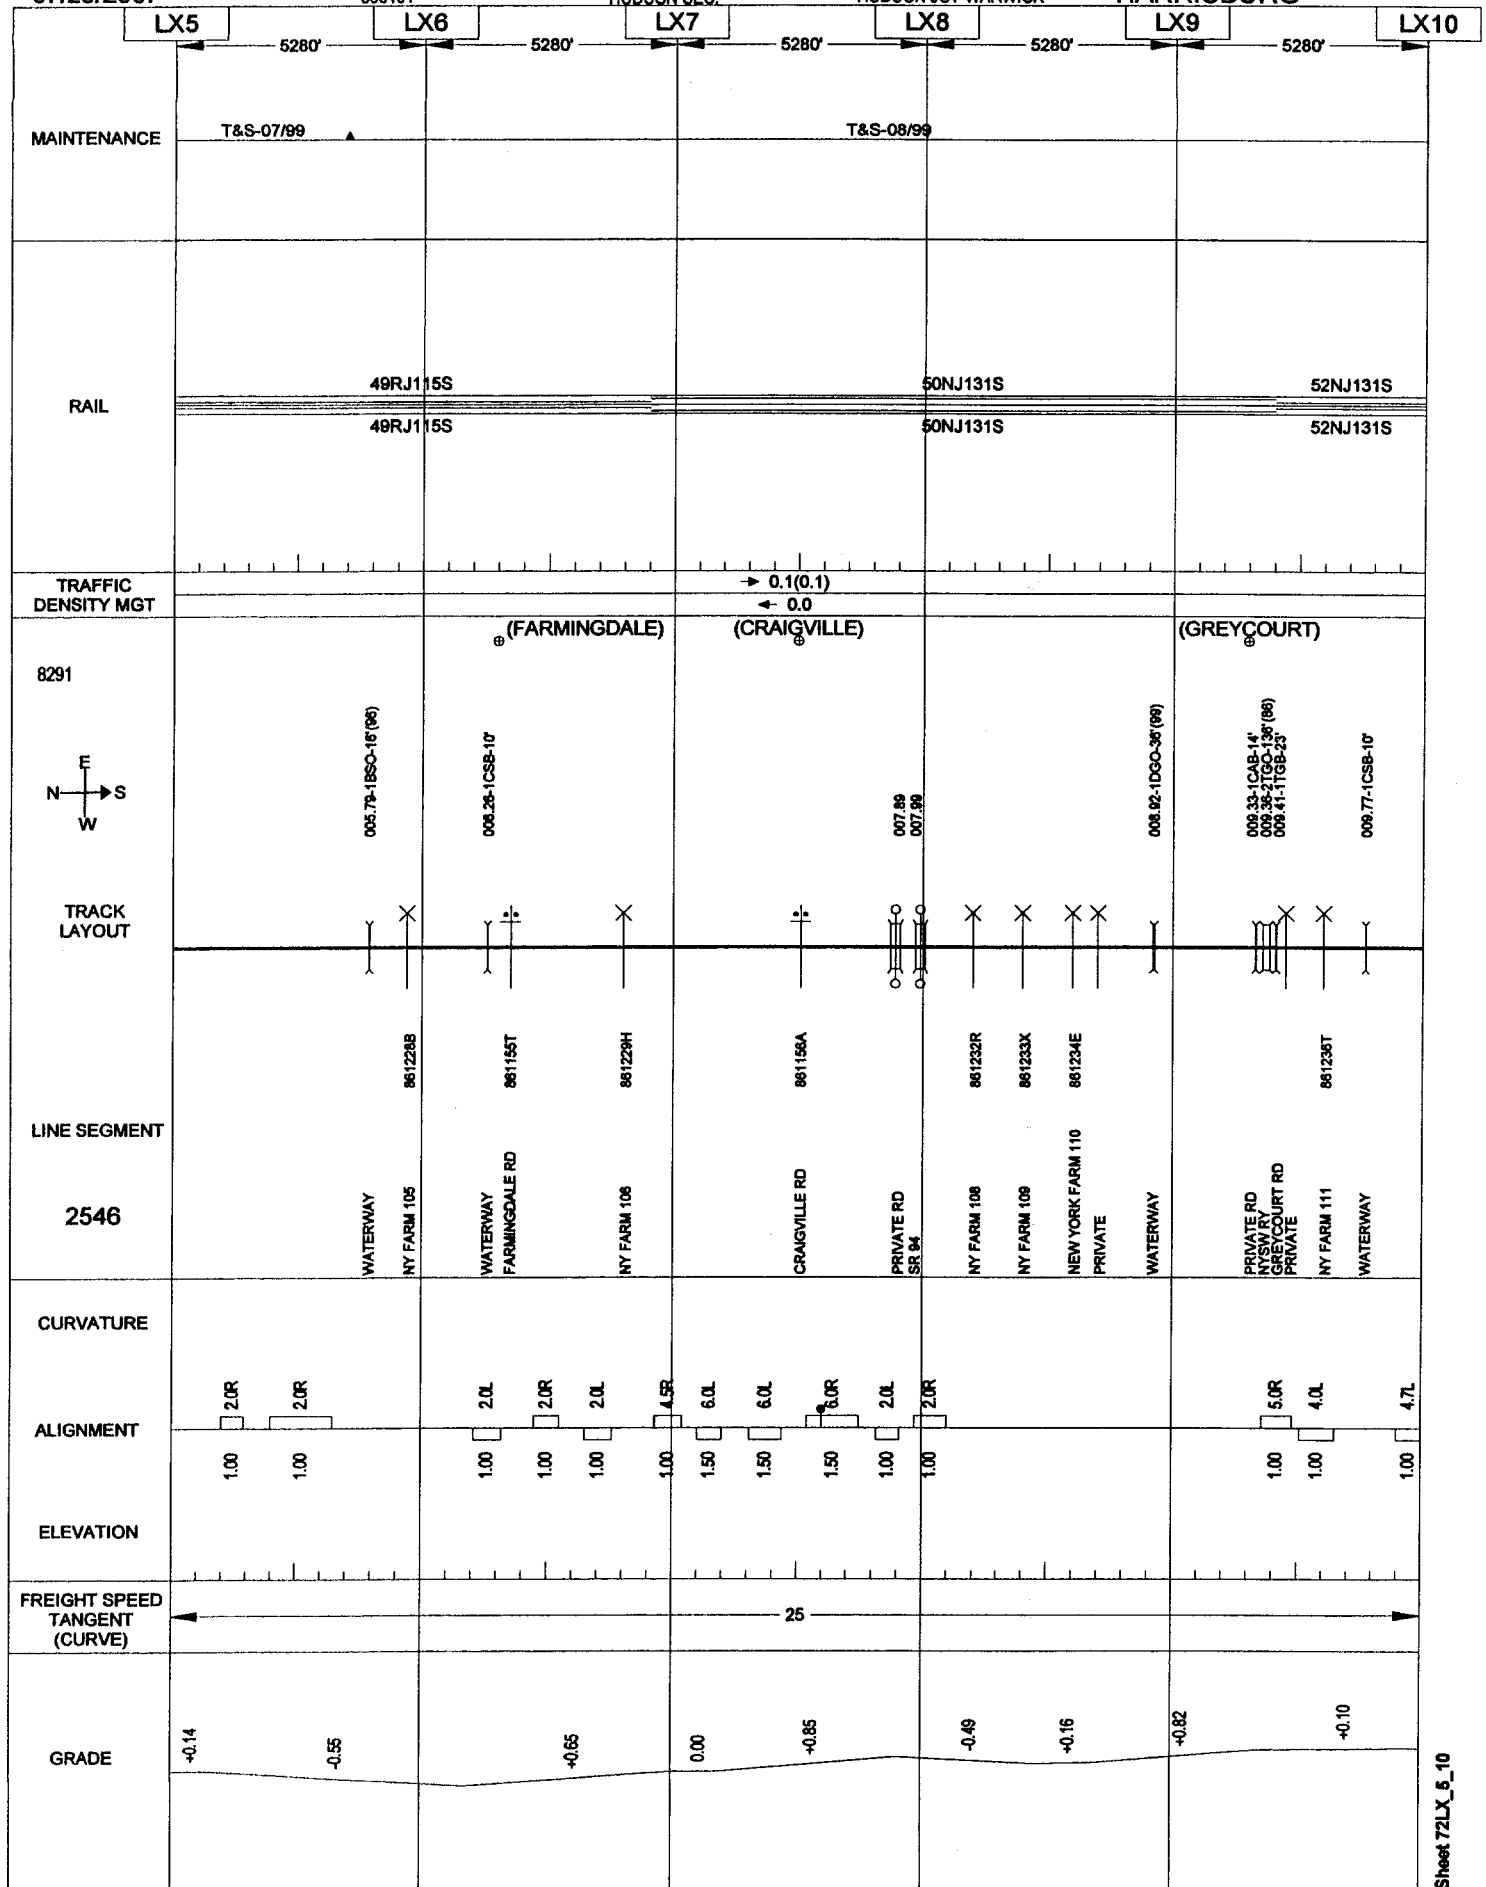 LX5 LX6 LX7 LX8 LX9 LX10
5280' 5280' 5280' 5280' 5280'
MAINTENANCE
T&S-07/99 T&S-08/99
RAIL
49RJ115S 50NJ131S 52NJ131S
49RJ115S 50NJ131S 52NJ131S
TRAFFIC
DENSITY MGT
0.1(0.1)
0.0
(FARMINGDALE) (CRAIGVILLE) (GREYCOURT)
8291
E
N S
W
005.79-1BSO-16'(96)
006.26-1CSB-10'
007.89
007.99
008.92-1DGO-36'(99)
009.33-1CAB-14'
009.36-2TGO-136'(86)
009.41-1TGB-23'
009.77-1CSB-10'
TRACK
LAYOUT
861228B
861155T
861229H
861156A
861232R
861233X
861234E
861236T
LINE SEGMENT
2546
WATERWAY
NY FARM 105
WATERWAY
FARMINGDALE RD
NY FARM 106
CRAIGVILLE RD
PRIVATE RD
SR 94
NY FARM 108
NY FARM 109
NEW YORK FARM 110
PRIVATE
WATERWAY
PRIVATE RD
NYSW RY
GREYCOURT RD
PRIVATE
NY FARM 111
WATERWAY
CURVATURE
2.0R 2.0R 2.0L 2.0R 2.0L 4.5R 6.0L 6.0L 6.0R 2.0L 2.0R 5.0R 4.0L 4.7L
ALIGNMENT
1.00 1.00 1.00 1.00 1.00 1.00 1.50 1.50 1.50 1.00 1.00 1.00 1.00 1.00
ELEVATION
FREIGHT SPEED
TANGENT
(CURVE)
25
GRADE
+0.14 -0.55 +0.65 0.00 +0.85 -0.49 +0.16 +0.82 +0.10
Sheet 72LX_5_10